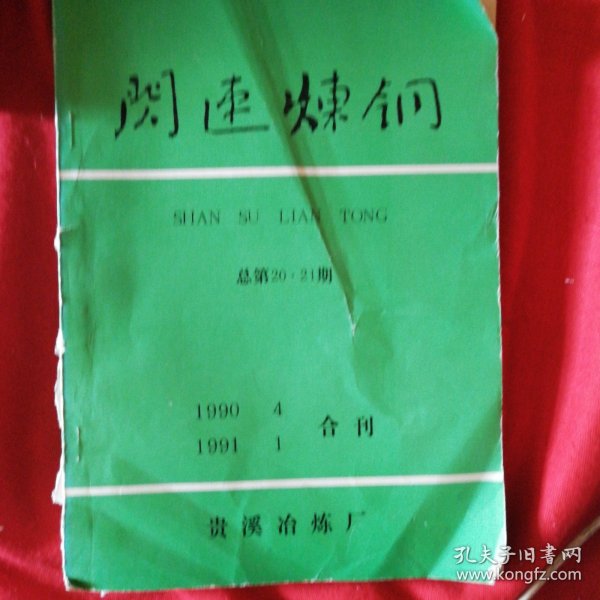 閃速煉銅
SHAN SU LIAN TONG
总第20·21期
1990 4
1991 1
合刊
贵溪冶炼厂
孔夫子旧书网
www.kongfz.com